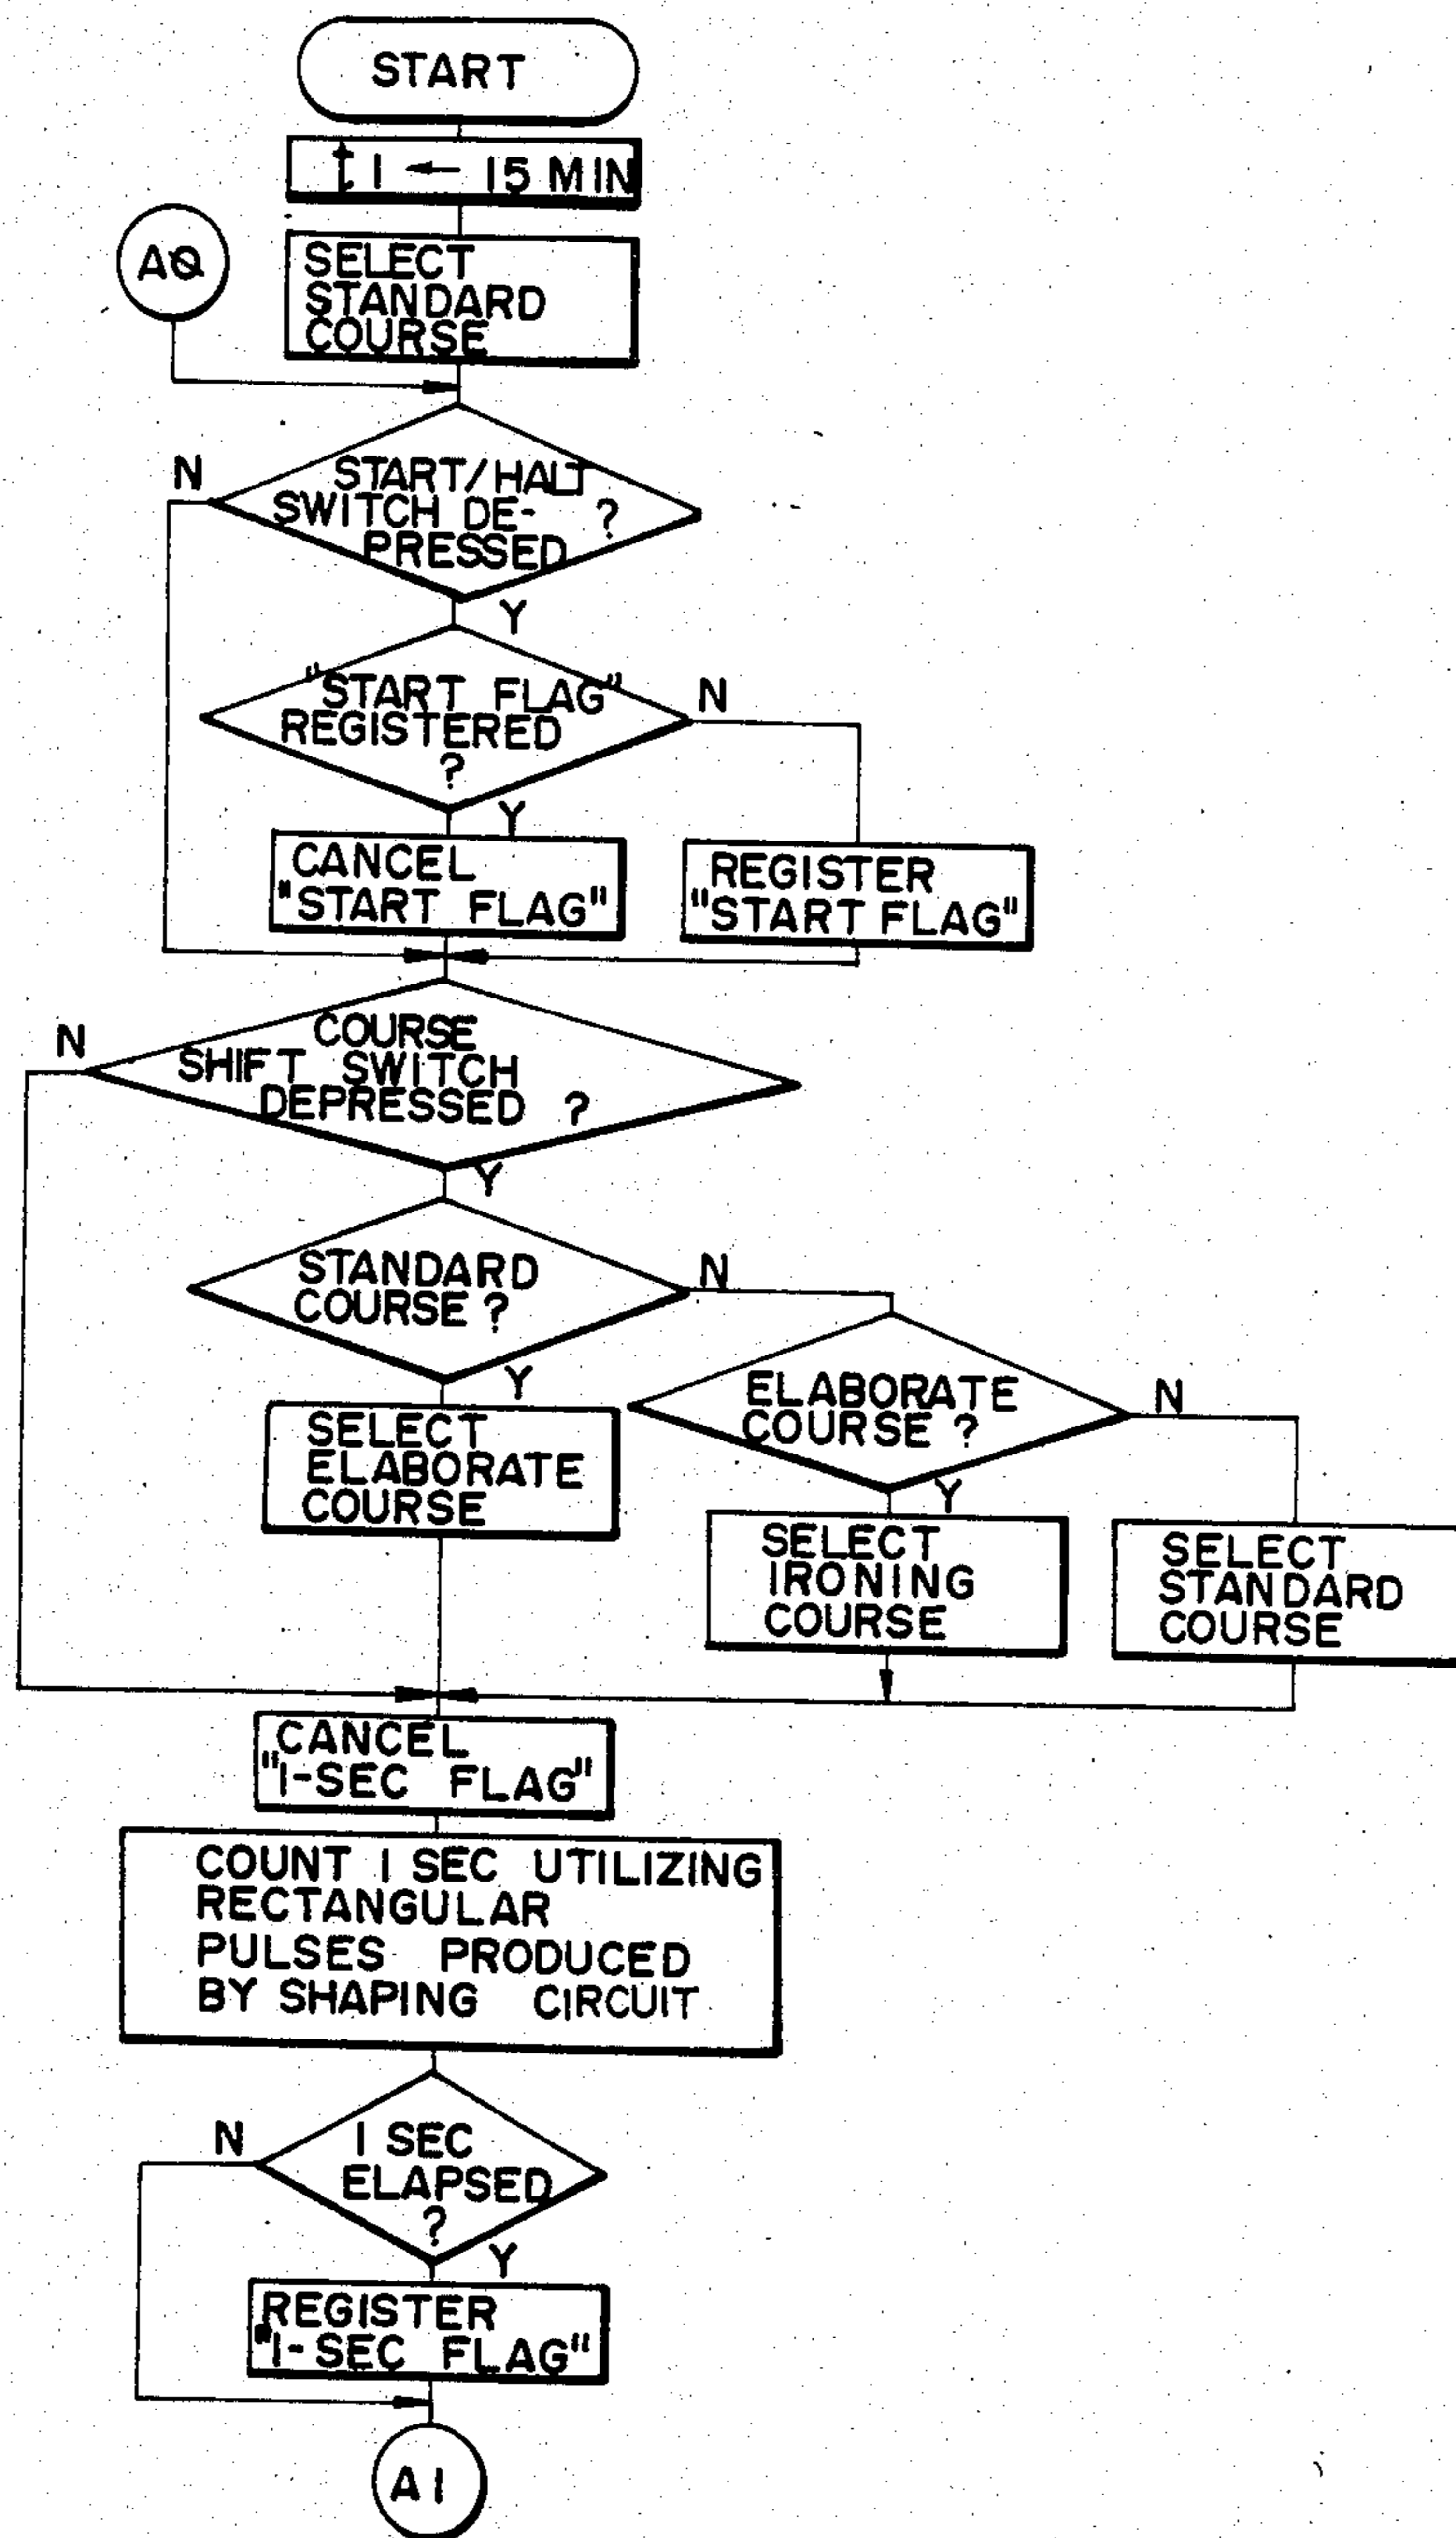 START
t1 ← 15 MIN
AØ
SELECT
STANDARD
COURSE
N
START/HALT
SWITCH DE-
PRESSED ?
Y
"START FLAG"
REGISTERED
?
N
Y
CANCEL
"START FLAG"
REGISTER
"START FLAG"
N
COURSE
SHIFT SWITCH
DEPRESSED ?
Y
STANDARD
COURSE ?
N
Y
ELABORATE
COURSE ?
N
Y
SELECT
ELABORATE
COURSE
SELECT
IRONING
COURSE
SELECT
STANDARD
COURSE
CANCEL
"1-SEC FLAG"
COUNT 1 SEC UTILIZING
RECTANGULAR
PULSES PRODUCED
BY SHAPING CIRCUIT
N
1 SEC
ELAPSED
?
Y
REGISTER
"1-SEC FLAG"
A1